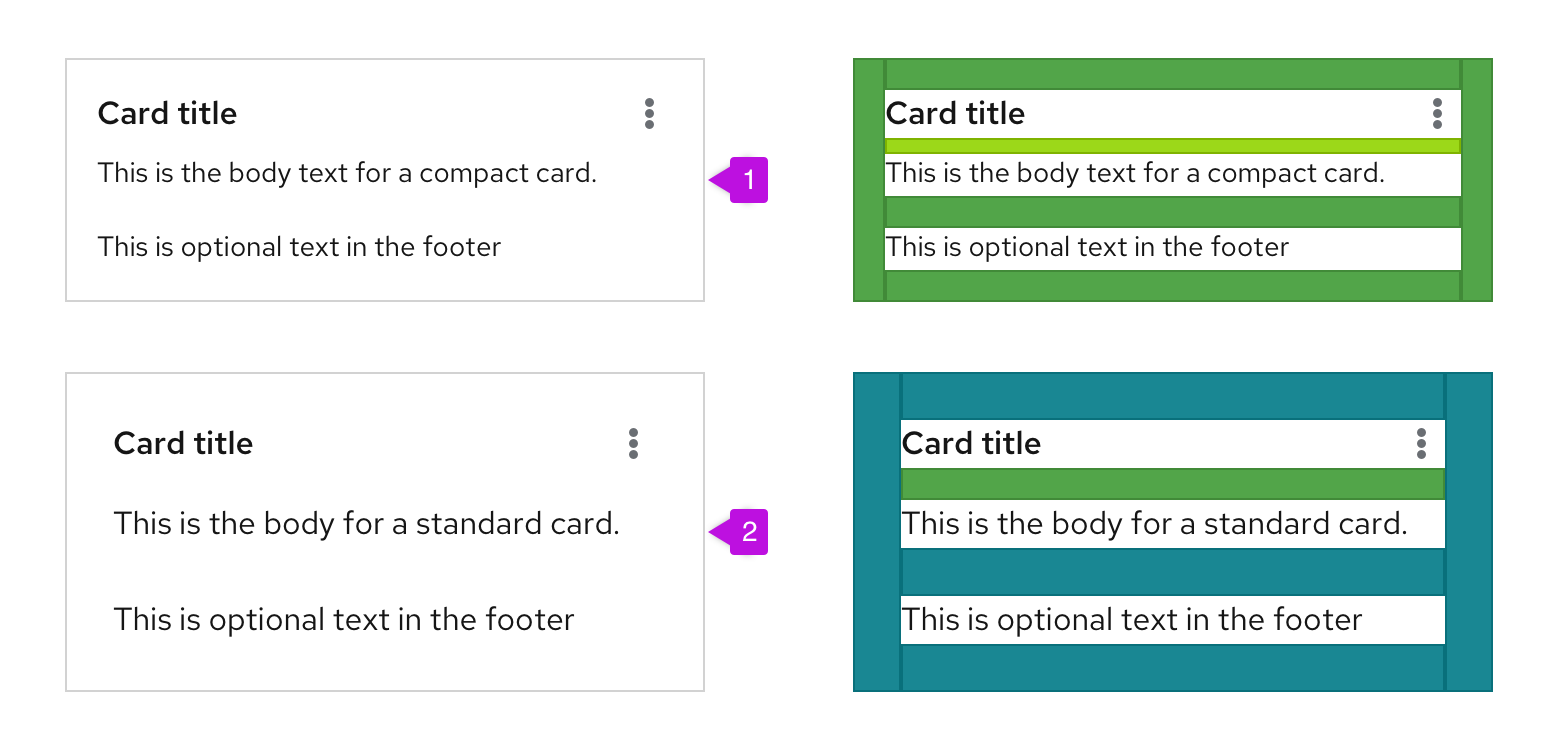 Card title
This is the body text for a compact card.
This is optional text in the footer
1
Card title
This is the body text for a compact card.
This is optional text in the footer
Card title
This is the body for a standard card.
This is optional text in the footer
2
Card title
This is the body for a standard card.
This is optional text in the footer